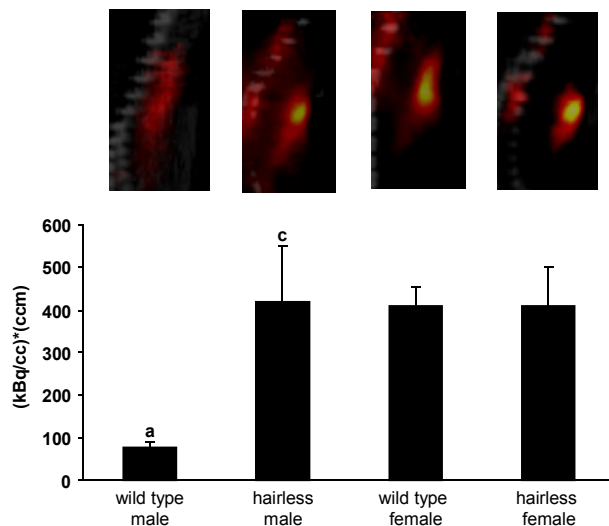 600
500
400
300
200
100
0
(kBq/cc)*(ccm)
a
c
wild type
male
hairless
male
wild type
female
hairless
female